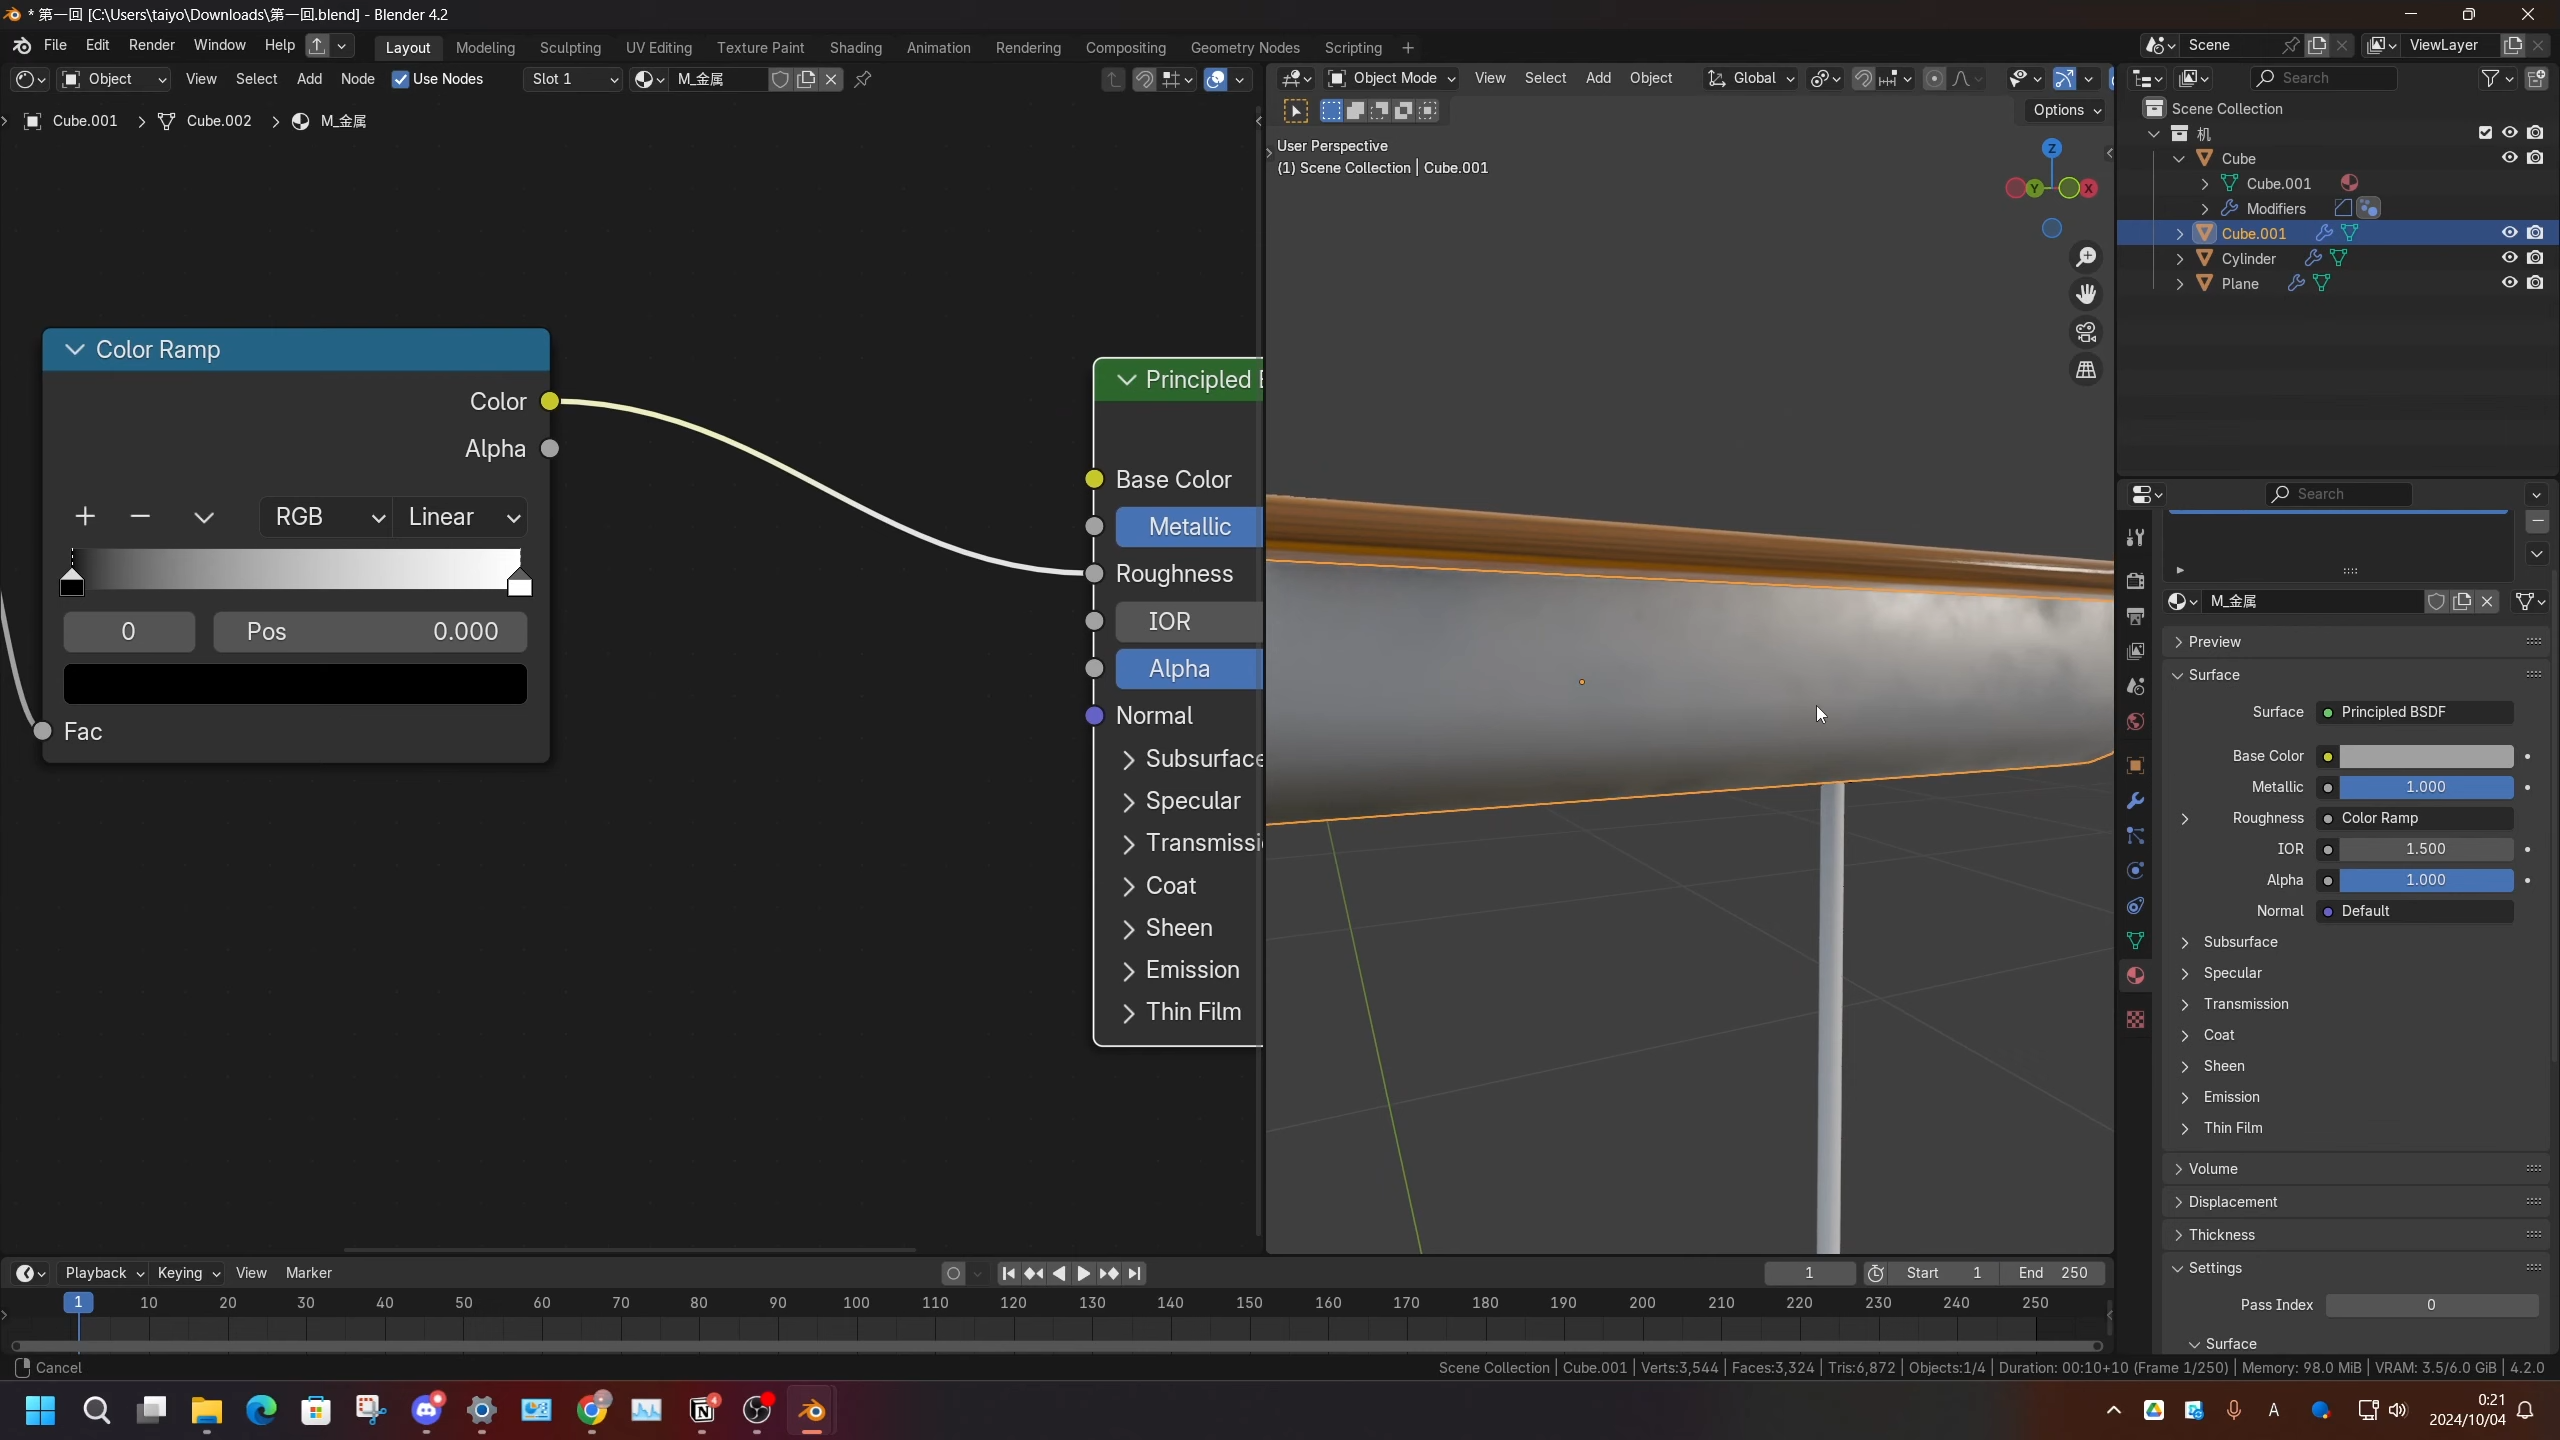 * 第一回 [C:\Users\taiyo\Downloads\第一回.blend] - Blender 4.2
File Edit Render Window Help Layout Modeling Sculpting UV Editing Texture Paint Shading Animation Rendering Compositing Geometry Nodes Scripting + Scene ViewLayer
Object View Select Add Node Use Nodes Slot 1 M_金属
Object Mode View Select Add Object Global Search
Options
Cube.001 > Cube.002 > M_金属
User Perspective
(1) Scene Collection | Cube.001
Z
Y
X
Color Ramp
Color
Alpha
RGB Linear
0 Pos 0.000
Fac
Principled
Base Color
Metallic
Roughness
IOR
Alpha
Normal
Subsurface
Specular
Transmissi
Coat
Sheen
Emission
Thin Film
Scene Collection
机
Cube
Cube.001
Modifiers
Cube.001
Cylinder
Plane
Search
M_金属
Preview
Surface
Surface Principled BSDF
Base Color
Metallic 1.000
Roughness Color Ramp
IOR 1.500
Alpha 1.000
Normal Default
Subsurface
Specular
Transmission
Coat
Sheen
Emission
Thin Film
Volume
Displacement
Thickness
Settings
Pass Index 0
Surface
Playback Keying View Marker 1 Start 1 End 250
1 10 20 30 40 50 60 70 80 90 100 110 120 130 140 150 160 170 180 190 200 210 220 230 240 250
Cancel
Scene Collection | Cube.001 | Verts:3,544 | Faces:3,324 | Tris:6,872 | Objects:1/4 | Duration: 00:10+10 (Frame 1/250) | Memory: 98.0 MiB | VRAM: 3.5/6.0 GiB | 4.2.0
4
A
0:21
2024/10/04